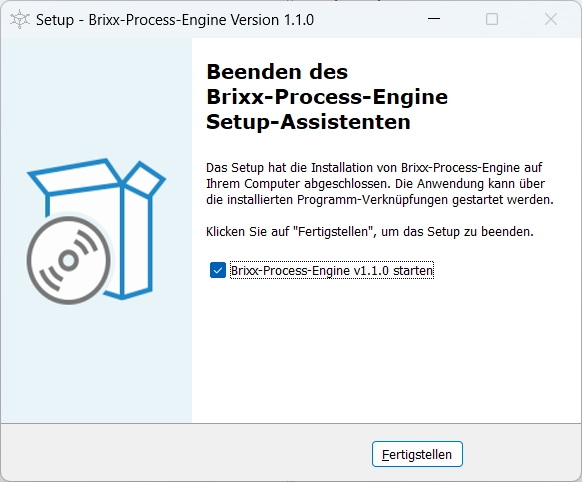 Setup - Brixx-Process-Engine Version 1.1.0
Beenden des
Brixx-Process-Engine
Setup-Assistenten
Das Setup hat die Installation von Brixx-Process-Engine auf
Ihrem Computer abgeschlossen. Die Anwendung kann über
die installierten Programm-Verknüpfungen gestartet werden.
Klicken Sie auf "Fertigstellen", um das Setup zu beenden.
Brixx-Process-Engine v1.1.0 starten
Fertigstellen